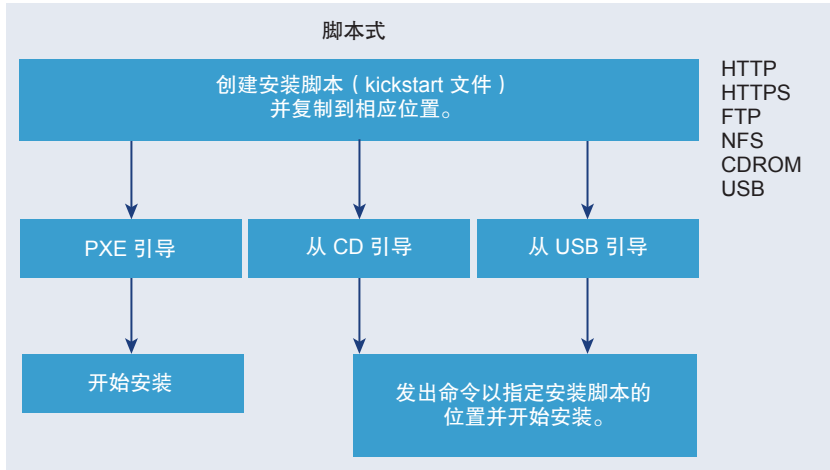 脚本式
创建安装脚本（kickstart 文件）
并复制到相应位置。
HTTP
HTTPS
FTP
NFS
CDROM
USB
PXE 引导
从 CD 引导
从 USB 引导
开始安装
发出命令以指定安装脚本的
位置并开始安装。